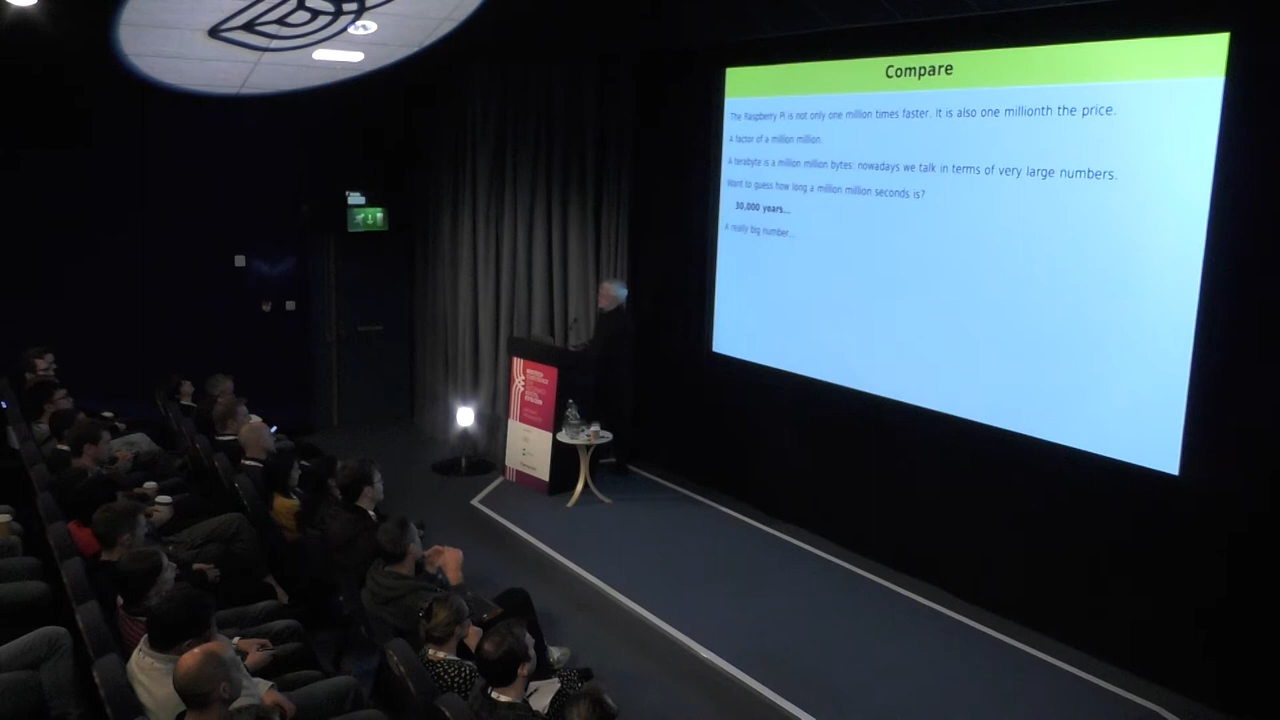 Compare
The Raspberry Pi is not only one million times faster. It is also one millionth the price.
A factor of a million million.
A terabyte is a million million bytes: nowadays we talk in terms of very large numbers.
Want to guess how long a million million seconds is?
30,000 years...
A really big number...